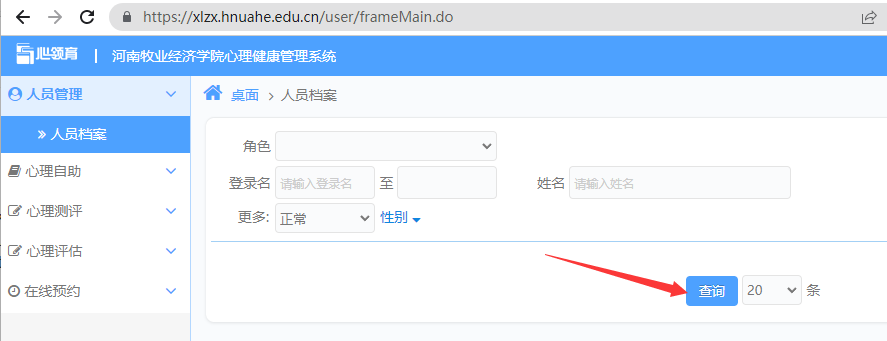 https://xlzx.hnuahe.edu.cn/user/frameMain.do
心领育 | 河南牧业经济学院心理健康管理系统
人员管理
人员档案
心理自助
心理测评
心理评估
在线预约
桌面 > 人员档案
角色
登录名 请输入登录名 至 姓名 请输入姓名
更多: 正常 性别
查询 20 条